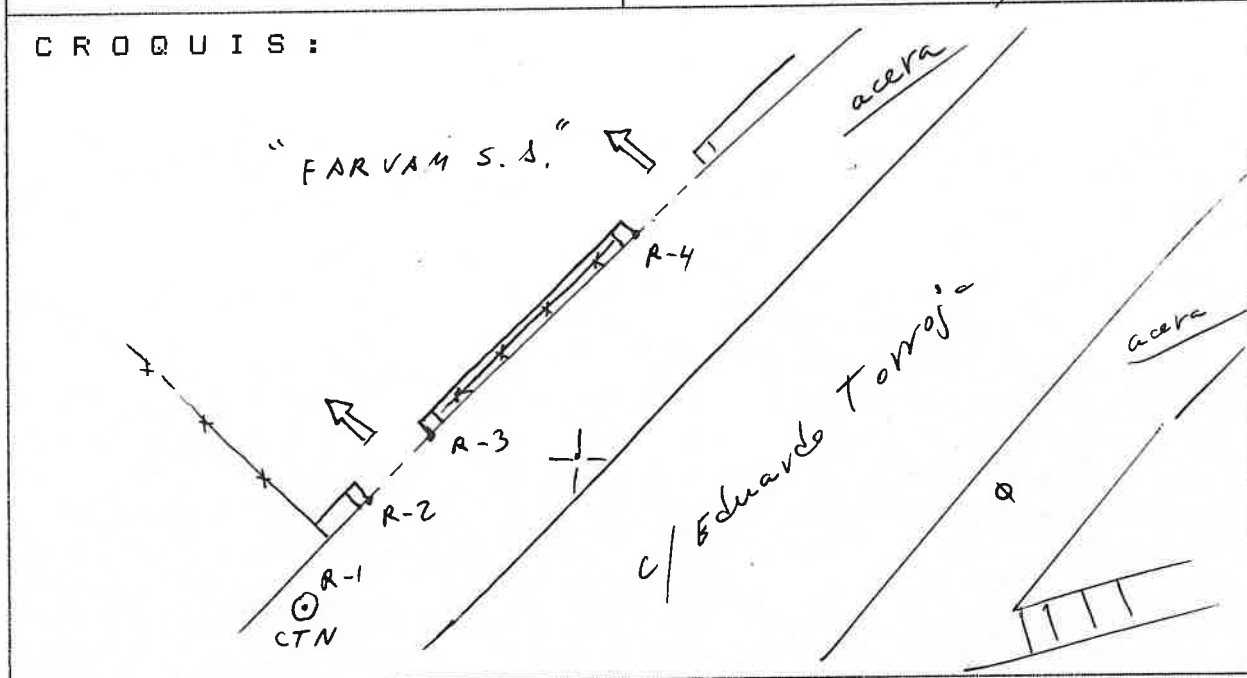 CROQUIS:
acera
"FARVAM S.A."
R-4
acera
R-3
R-2
c/ Eduardo Torroja
R-1
CTN